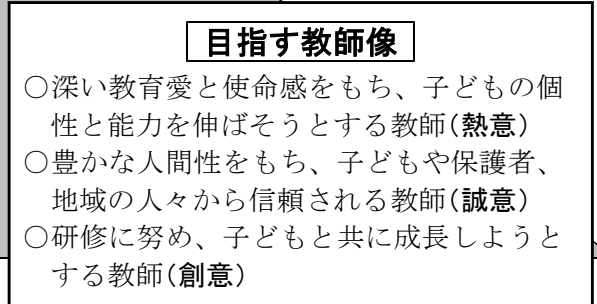 目指す教師像
○深い教育愛と使命感をもち、子どもの個
性と能力を伸ばそうとする教師(熱意)
○豊かな人間性をもち、子どもや保護者、
地域の人々から信頼される教師(誠意)
○研修に努め、子どもと共に成長しようと
する教師(創意)